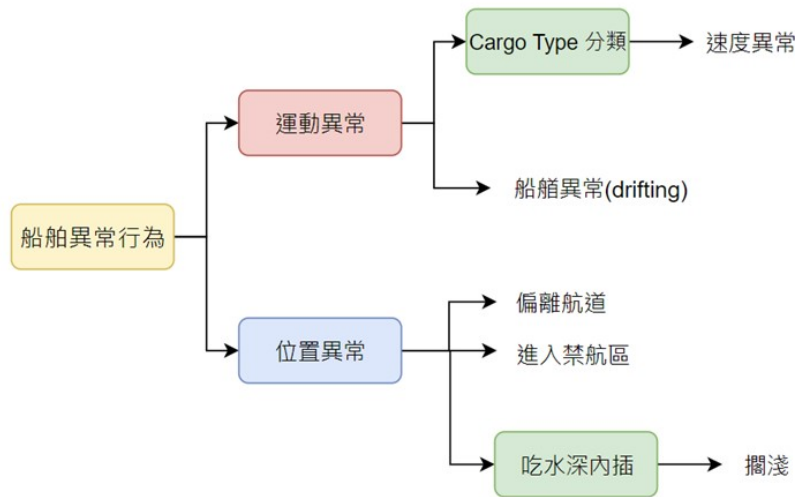 Cargo Type 分類
速度異常
運動異常
船艏異常(drifting)
船舶異常行為
偏離航道
位置異常
進入禁航區
吃水深內插
擱淺